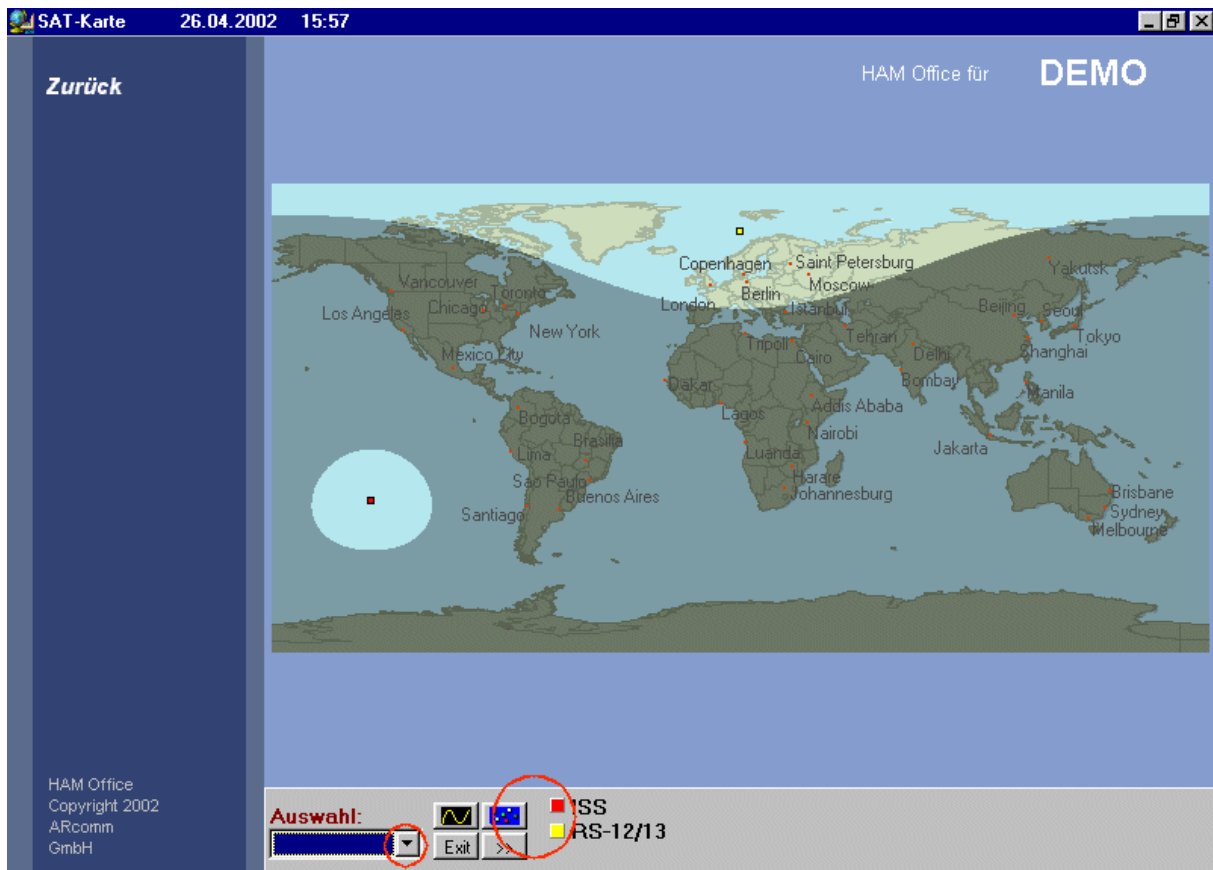 SAT-Karte 26.04.2002 15:57
Zurück
HAM Office für DEMO
Copenhagen
Saint Petersburg
Vancouver
Toronto
Berlin
Moscow
Yakutsk
Los Angeles
Chicago
London
Istanbul
Beijing
Seoul
New York
Tripoli
Tehran
Tokyo
Mexico City
Cairo
Delhi
Shanghai
Dakar
Bombay
Manila
Bogota
Lagos
Addis Ababa
Brasilia
Nairobi
Lima
Luanda
Jakarta
Sao Paulo
Harare
Buenos Aires
Johannesburg
Brisbane
Santiago
Sydney
Melbourne
HAM Office
Copyright 2002
ARcomm
GmbH
Auswahl:
ISS
RS-12/13
Exit >>